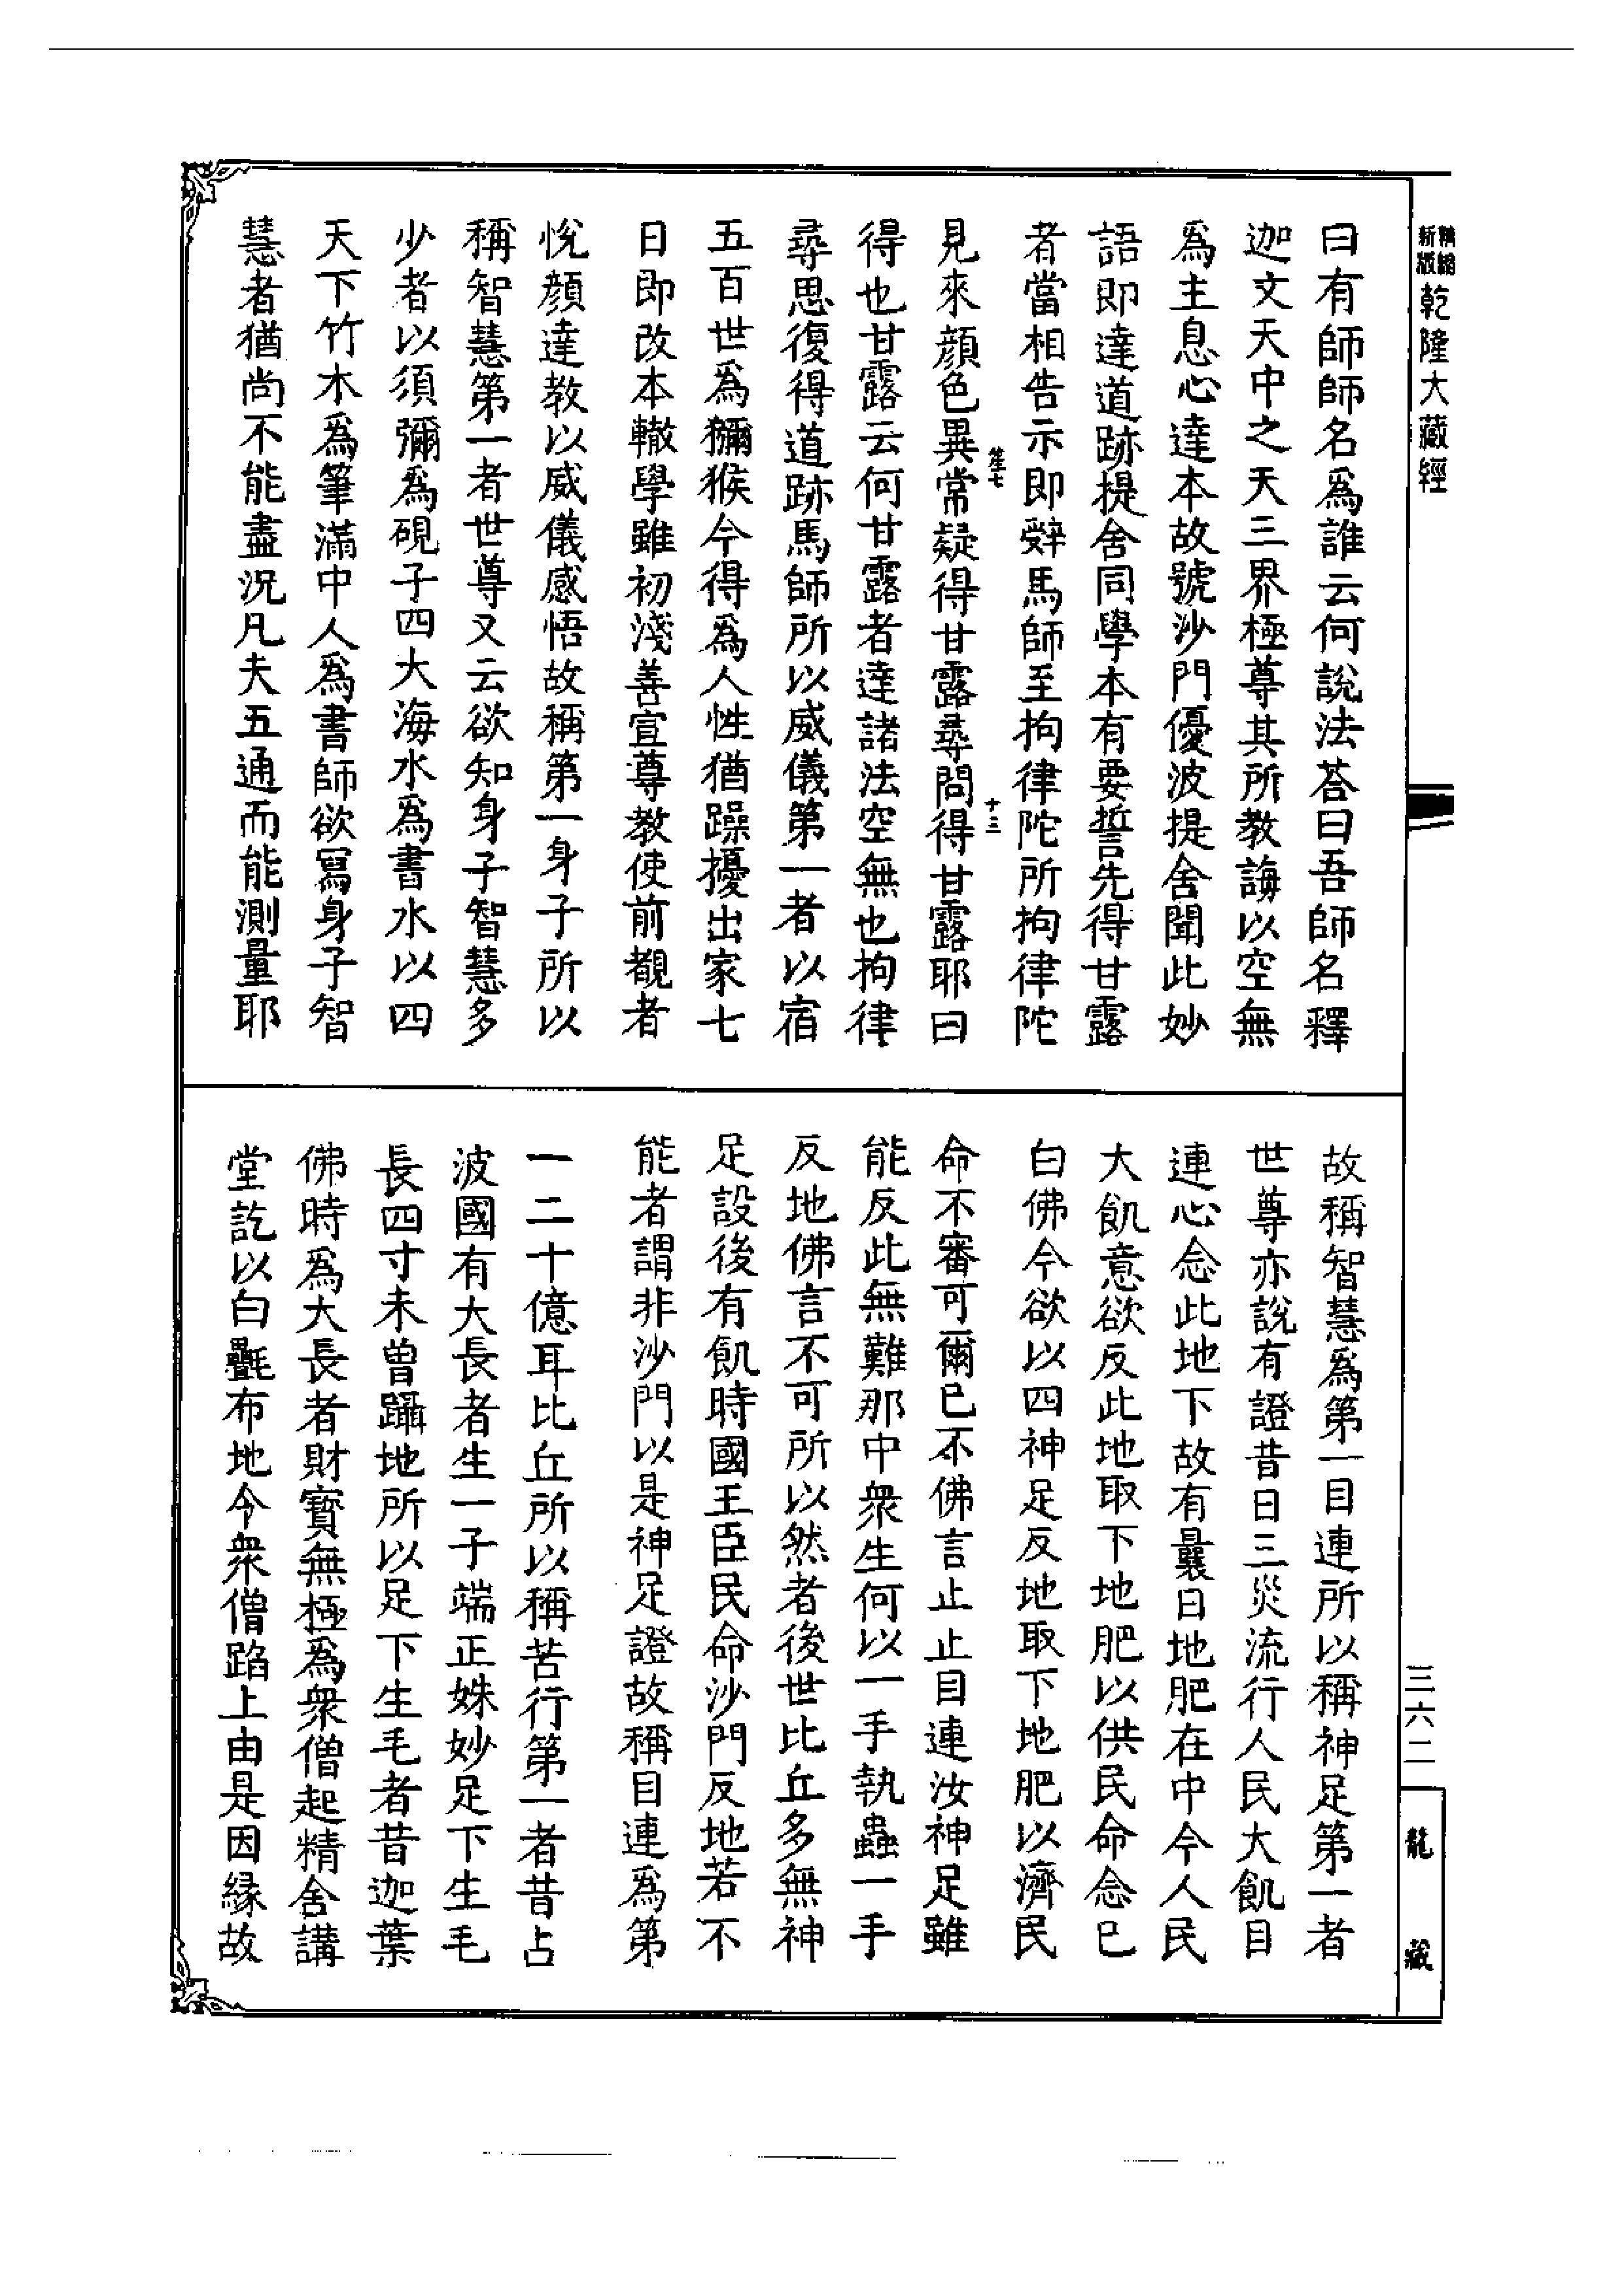 精縮新版乾隆大藏經
曰有師師名爲誰云何說法荅曰吾師名釋
迦文天中之天三界極尊其所教誨以空無
爲主息心達本故號沙門優波提舍聞此妙
語即達道跡提舍同學本有要誓先得甘露
者當相告示即辭馬師至拘律陀所拘律陀
笙七
十三
見來顏色異常疑得甘露尋問得甘露耶曰
得也甘露云何甘露者達諸法空無也拘律
尋思復得道跡馬師所以威儀第一者以宿
五百世爲獼猴今得爲人性猶躁擾出家七
日即改本轍學雖初淺善宣尊教使前覩者
悅顏達教以威儀感悟故稱第一身子所以
稱智慧第一者世尊又云欲知身子智慧多
少者以須彌爲硯子四大海水爲書水以四
天下竹木爲筆滿中人爲書師欲寫身子智
慧者猶尚不能盡況凡夫五通而能測量耶
故稱智慧爲第一目連所以稱神足第一者
世尊亦說有證昔日三災流行人民大飢目
連心念此地下故有曩日地肥在中今人民
大飢意欲反此地取下地肥以供民命念已
白佛今欲以四神足反地取下地肥以濟民
命不審可爾已不佛言止止目連汝神足雖
能反此無難那中衆生何以一手執蟲一手
反地佛言不可所以然者後世比丘多無神
足設後有飢時國王臣民命沙門反地若不
能者謂非沙門以是神足證故稱目連爲第
一二十億耳比丘所以稱苦行第一者昔占
波國有大長者生一子端正姝妙足下生毛
長四寸未曾躡地所以足下生毛者昔迦葉
佛時爲大長者財寶無極爲衆僧起精舍講
堂訖以白氎布地令衆僧蹈上由是因緣故
三六二
龍藏